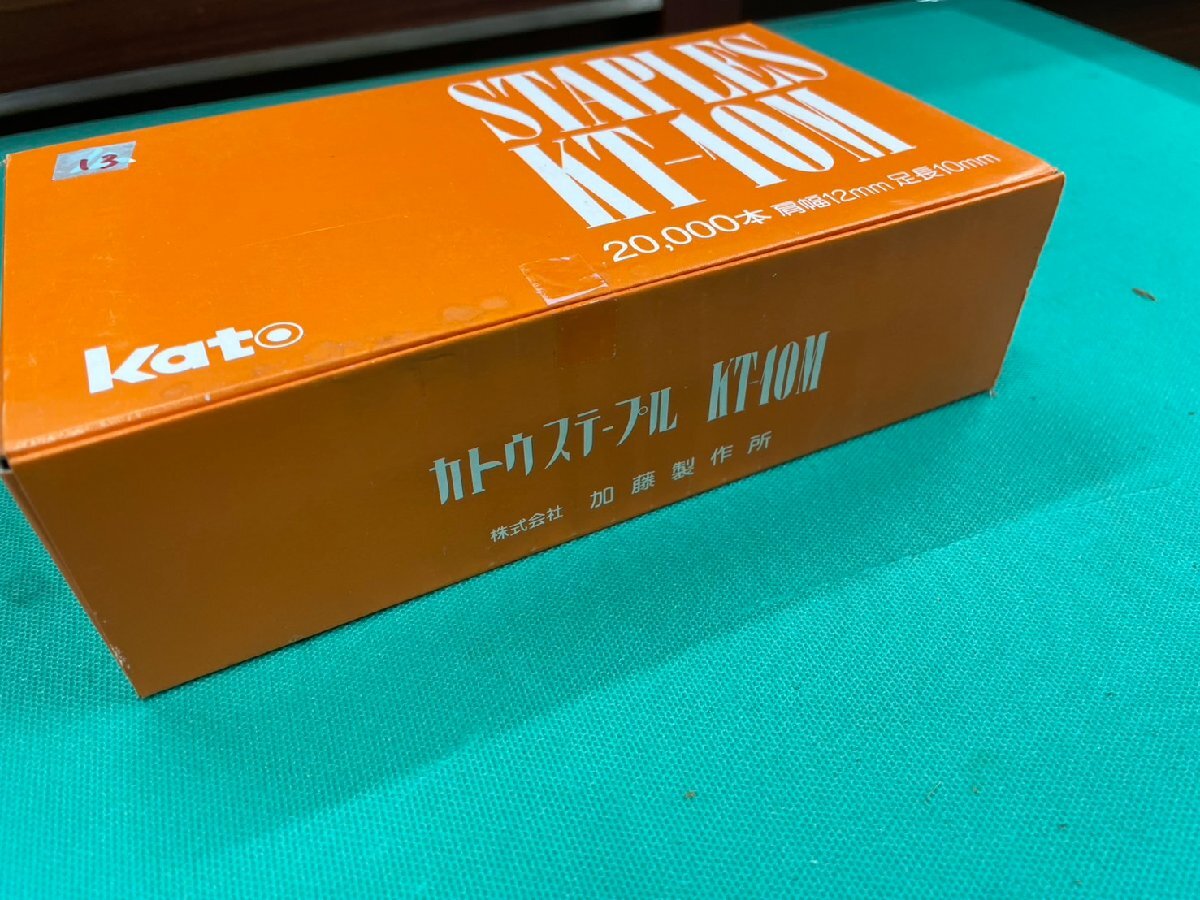 STAPLES
KT-10M
20,000本 肩幅12mm 足長10mm
13
Kato
カトウステープル KT-10M
株式会社 加藤製作所